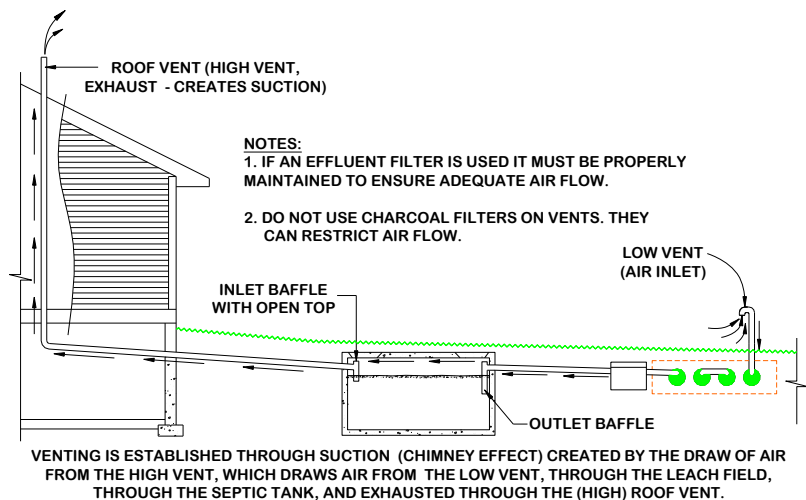 ROOF VENT (HIGH VENT,
EXHAUST - CREATES SUCTION)
NOTES:
1. IF AN EFFLUENT FILTER IS USED IT MUST BE PROPERLY
MAINTAINED TO ENSURE ADEQUATE AIR FLOW.
2. DO NOT USE CHARCOAL FILTERS ON VENTS. THEY
CAN RESTRICT AIR FLOW.
LOW VENT
(AIR INLET)
INLET BAFFLE
WITH OPEN TOP
OUTLET BAFFLE
VENTING IS ESTABLISHED THROUGH SUCTION (CHIMNEY EFFECT) CREATED BY THE DRAW OF AIR
FROM THE HIGH VENT, WHICH DRAWS AIR FROM THE LOW VENT, THROUGH THE LEACH FIELD,
THROUGH THE SEPTIC TANK, AND EXHAUSTED THROUGH THE (HIGH) ROOF VENT.